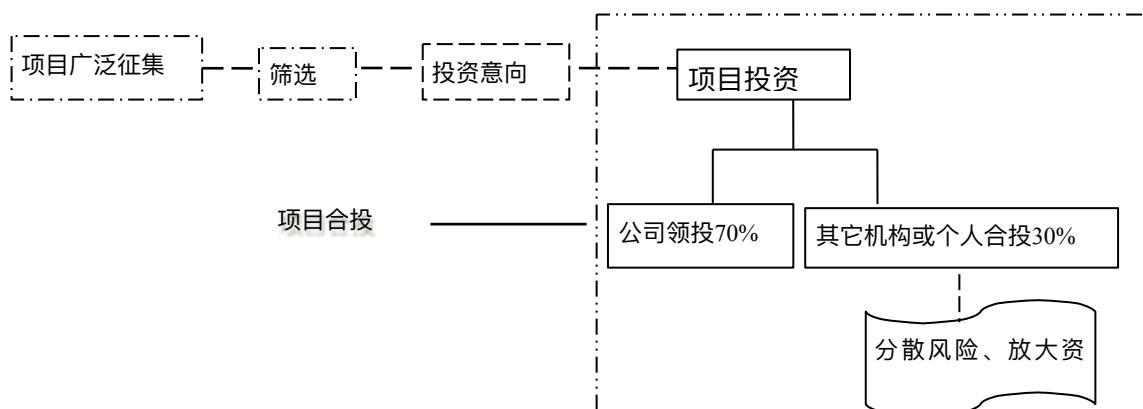 项目广泛征集
筛选
投资意向
项目投资
项目合投
公司领投70%
其它机构或个人合投30%
分散风险、放大资